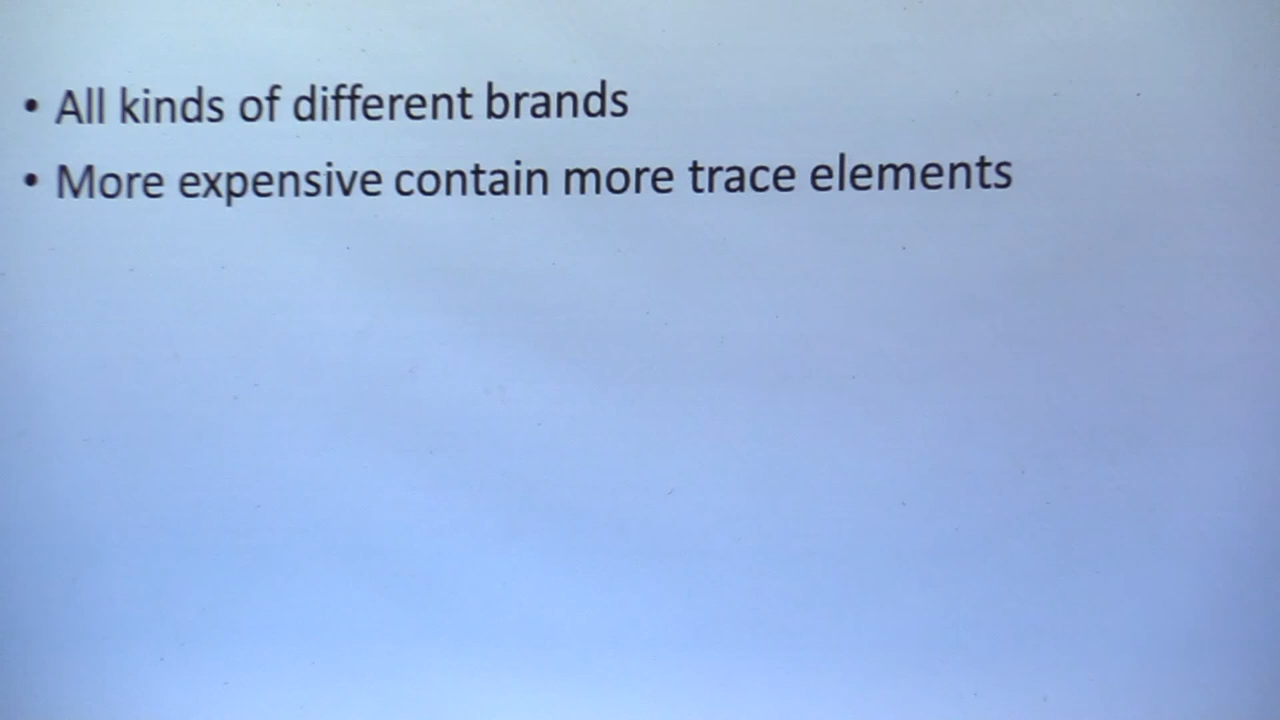 • All kinds of different brands
• More expensive contain more trace elements